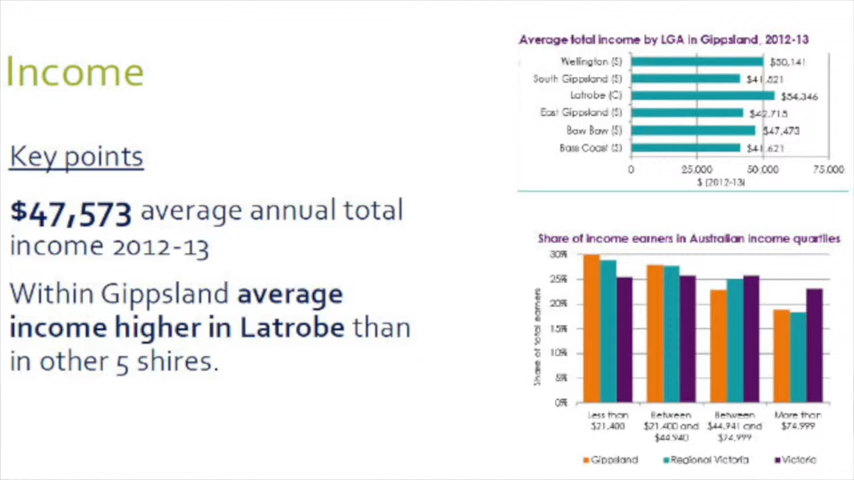 Income
Key points
$47,573 average annual total
income 2012-13
Within Gippsland average
income higher in Latrobe than
in other 5 shires.
Average total income by LGA in Gippsland, 2012-13
Wellington (S) $50,141
South Gippsland (S) $41,521
Latrobe (C) $54,346
East Gippsland (S) $42,715
Baw Baw (S) $47,473
Bass Coast (S) $41,621
0 25,000 50,000 75,000
$ (2012-13)
Share of income earners in Australian income quartiles
30%
25%
20%
15%
10%
5%
0%
Share of total earners
Less than
$21,400
Between
$21,400 and
$44,940
Between
$44,941 and
$74,999
More than
$74,999
Gippsland Regional Victoria Victoria